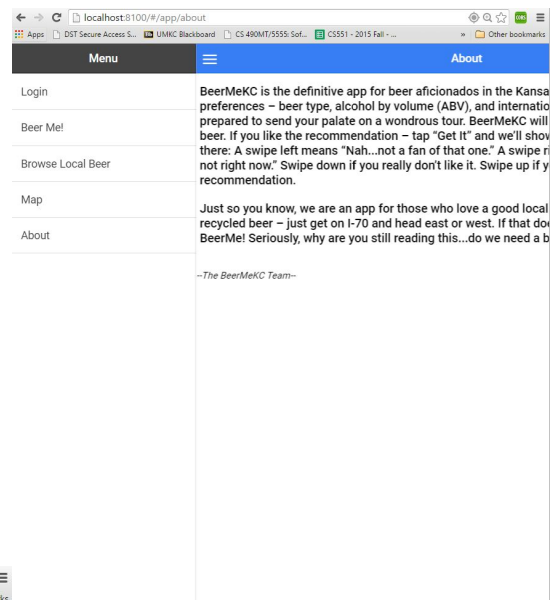 localhost:8100/#/app/about
Apps DST Secure Access S... UMKC Blackboard CS 490MT/5555: Sof... CS551 - 2015 Fall - ... » Other bookmarks
Menu
About
Login
Beer Me!
Browse Local Beer
Map
About
BeerMeKC is the definitive app for beer aficionados in the Kansa
preferences – beer type, alcohol by volume (ABV), and internatio
prepared to send your palate on a wondrous tour. BeerMeKC will
beer. If you like the recommendation – tap “Get It” and we’ll show
there: A swipe left means “Nah...not a fan of that one.” A swipe ri
not right now.” Swipe down if you really don’t like it. Swipe up if y
recommendation.
Just so you know, we are an app for those who love a good local
recycled beer – just get on I-70 and head east or west. If that doe
BeerMe! Seriously, why are you still reading this...do we need a b
--The BeerMeKC Team--